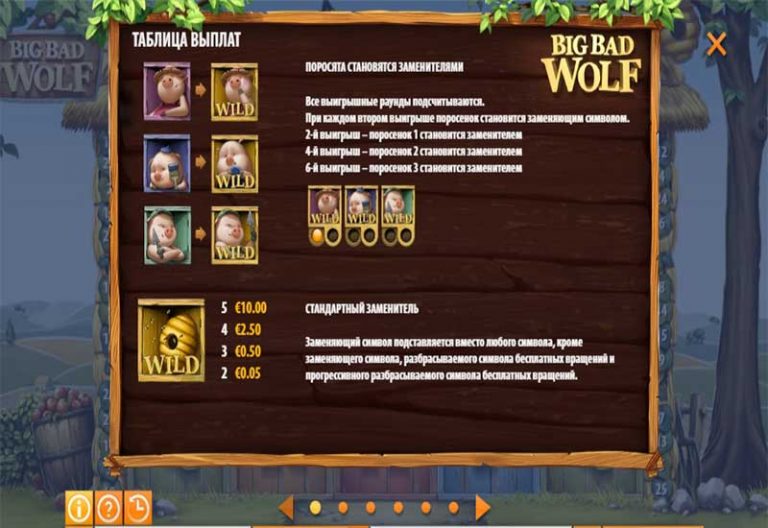 ТАБЛИЦА ВЫПЛАТ
BIG BAD
WOLF
BIG BAD
WOLF
ПОРОСЯТА СТАНОВЯТСЯ ЗАМЕНИТЕЛЯМИ
WILD
Все выигрышные раунды подсчитываются.
При каждом втором выигрыше поросенок становится заменяющим символом.
2-й выигрыш – поросенок 1 становится заменителем
4-й выигрыш – поросенок 2 становится заменителем
6-й выигрыш – поросенок 3 становится заменителем
WILD
WILD WILD WILD
WILD
5 €10.00
4 €2.50
3 €0.50
2 €0.05
WILD
СТАНДАРТНЫЙ ЗАМЕНИТЕЛЬ
Заменяющий символ подставляется вместо любого символа, кроме
заменяющего символа, разбрасываемого символа бесплатных вращений и
прогрессивного разбрасываемого символа бесплатных вращений.